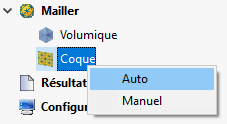 Mailler
Volumique
Coque
Auto
Résultat
Manuel
Configur